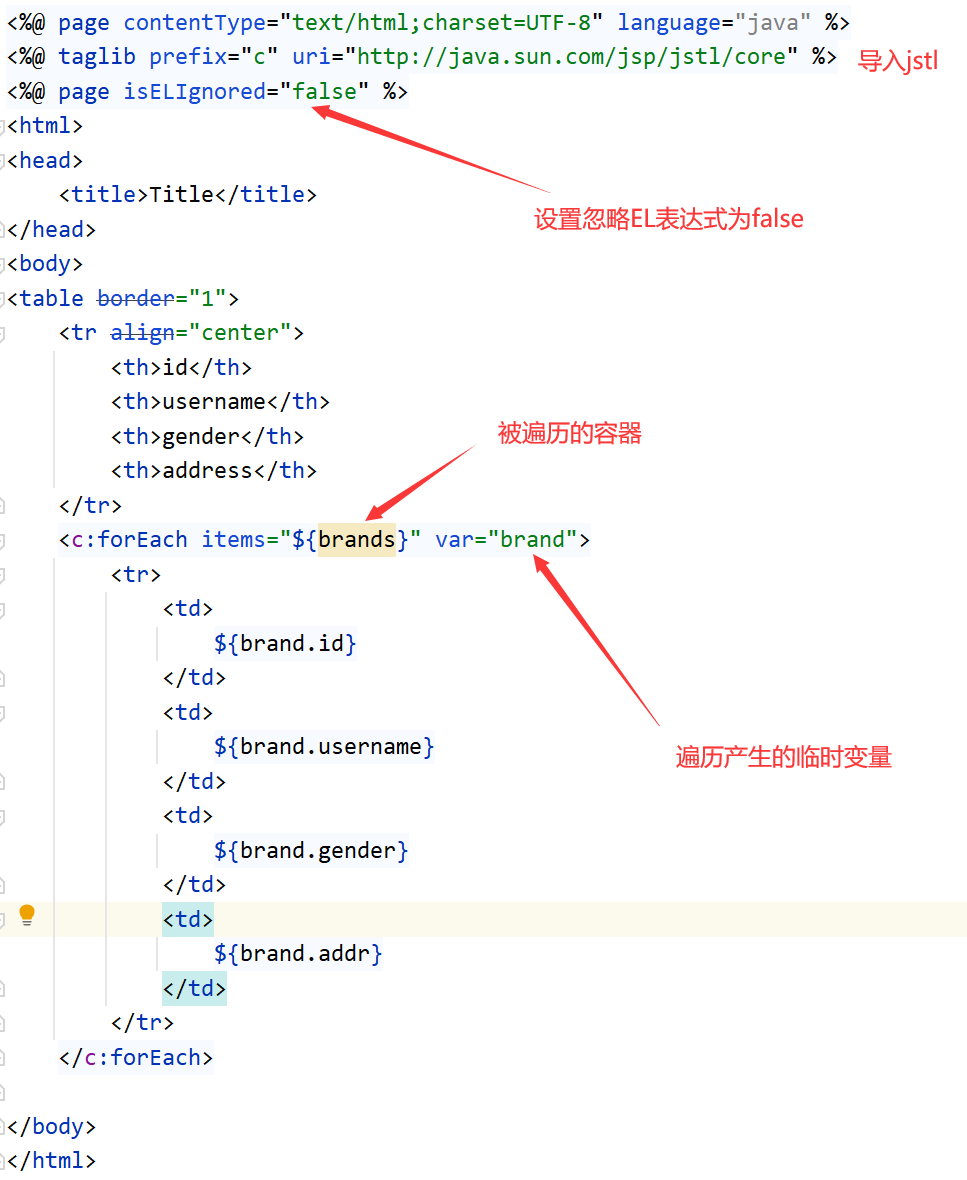 <%@ page contentType="text/html;charset=UTF-8" language="java" %>
<%@ taglib prefix="c" uri="http://java.sun.com/jsp/jstl/core" %> 导入jstl
<%@ page isELIgnored="false" %>
<html>
<head>
    <title>Title</title>
设置忽略EL表达式为false
</head>
<body>
<table border="1">
    <tr align="center">
        <th>id</th>
        <th>username</th>
        <th>gender</th>
被遍历的容器
        <th>address</th>
    </tr>
    <c:forEach items="${brands}" var="brand">
        <tr>
            <td>
                ${brand.id}
            </td>
            <td>
                ${brand.username}
遍历产生的临时变量
            </td>
            <td>
                ${brand.gender}
            </td>
            <td>
                ${brand.addr}
            </td>
        </tr>
    </c:forEach>
</body>
</html>